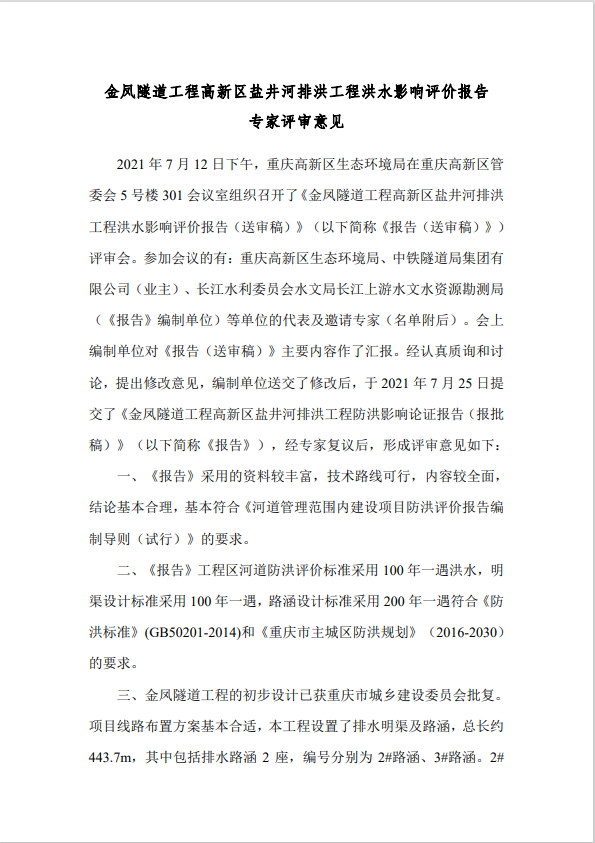 金凤隧道工程高新区盐井河排洪工程洪水影响评价报告
专家评审意见
2021 年 7 月 12 日下午，重庆高新区生态环境局在重庆高新区管
委会 5 号楼 301 会议室组织召开了《金凤隧道工程高新区盐井河排洪
工程洪水影响评价报告（送审稿）》（以下简称《报告（送审稿）》）
评审会。参加会议的有：重庆高新区生态环境局、中铁隧道局集团有
限公司（业主）、长江水利委员会水文局长江上游水文水资源勘测局
（《报告》编制单位）等单位的代表及邀请专家（名单附后）。会上
编制单位对《报告（送审稿）》主要内容作了汇报。经认真质询和讨
论，提出修改意见，编制单位送交了修改后，于 2021 年 7 月 25 日提
交了《金凤隧道工程高新区盐井河排洪工程防洪影响论证报告（报批
稿）》（以下简称《报告》），经专家复议后，形成评审意见如下：
一、《报告》采用的资料较丰富，技术路线可行，内容较全面，
结论基本合理，基本符合《河道管理范围内建设项目防洪评价报告编
制导则（试行）》的要求。
二、《报告》工程区河道防洪评价标准采用 100 年一遇洪水，明
渠设计标准采用 100 年一遇，路涵设计标准采用 200 年一遇符合《防
洪标准》(GB50201-2014)和《重庆市主城区防洪规划》（2016-2030）
的要求。
三、金凤隧道工程的初步设计已获重庆市城乡建设委员会批复。
项目线路布置方案基本合适，本工程设置了排水明渠及路涵，总长约
443.7m，其中包括排水路涵 2 座，编号分别为 2#路涵、3#路涵。2#